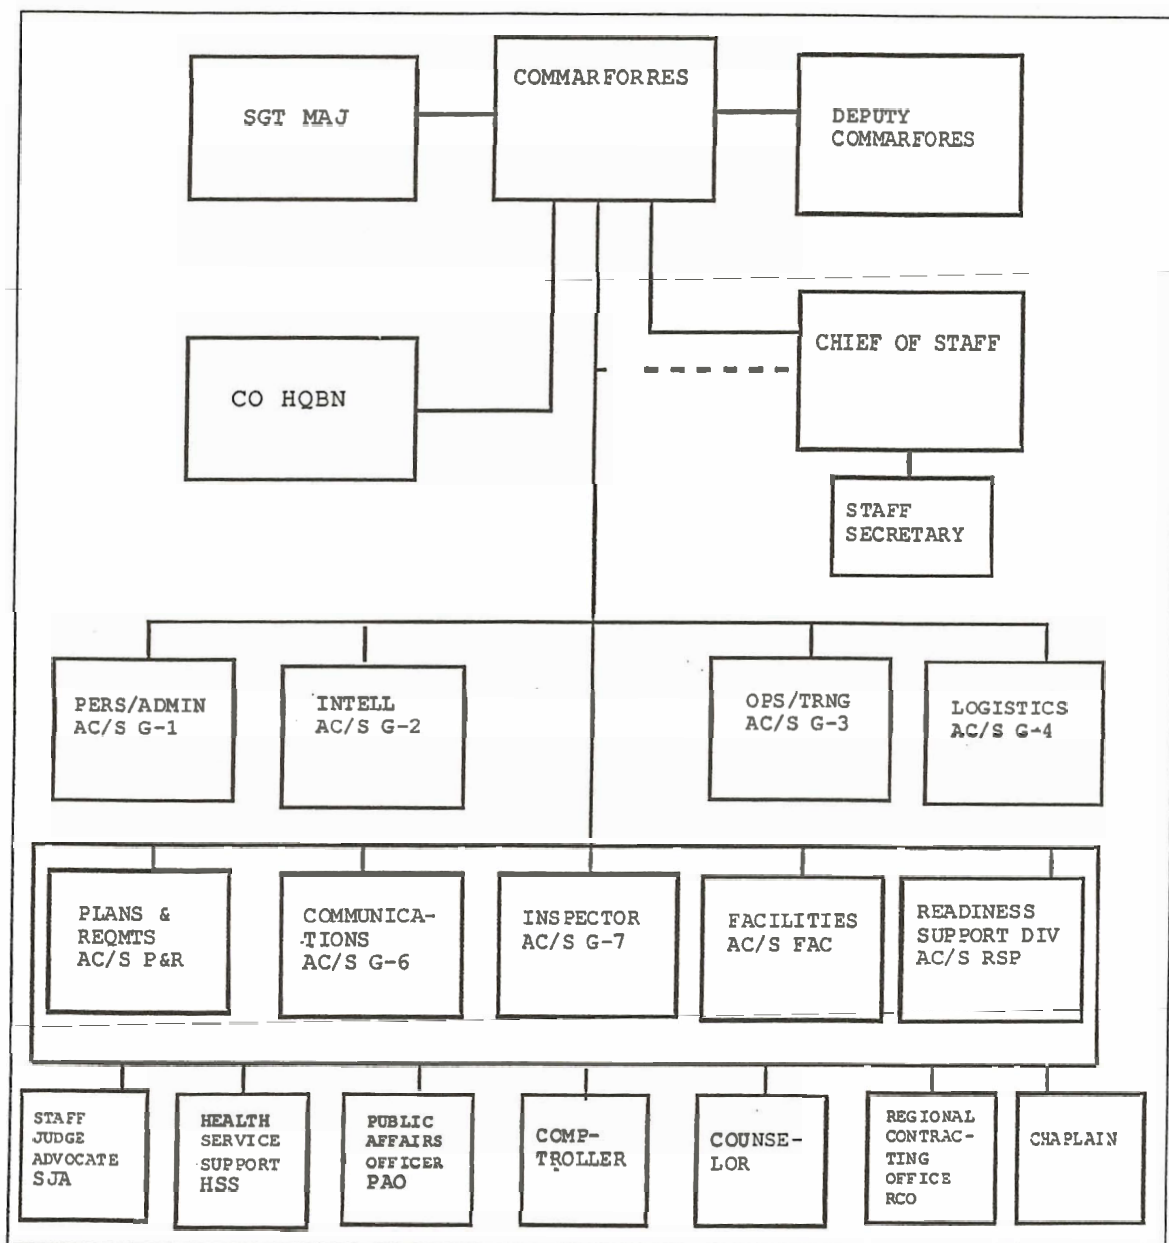 COMMARFORRES
SGT MAJ
DEPUTY
COMMARFORES
CHIEF OF STAFF
CO HQBN
STAFF
SECRETARY
PERS/ADMIN
AC/S G-1
INTELL
AC/S G-2
OPS/TRNG
AC/S G-3
LOGISTICS
AC/S G-4
PLANS &
REQMTS
AC/S P&R
COMMUNICA-
TIONS
AC/S G-6
INSPECTOR
AC/S G-7
FACILITIES
AC/S FAC
READINESS
SUPPORT DIV
AC/S RSP
STAFF
JUDGE
ADVOCATE
SJA
HEALTH
SERVICE
SUPPORT
HSS
PUBLIC
AFFAIRS
OFFICER
PAO
COMP-
TROLLER
COUNSE-
LOR
REGIONAL
CONTRAC-
TING
OFFICE
RCO
CHAPLAIN